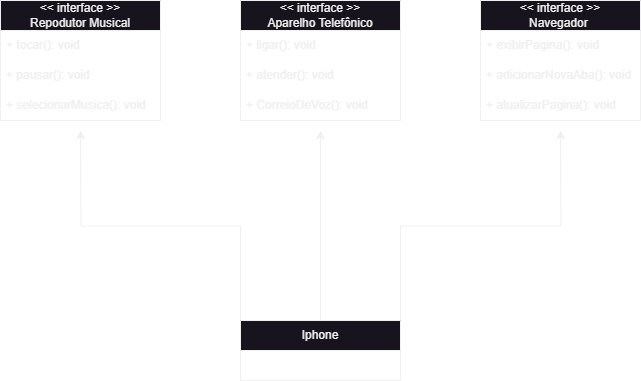 << interface >>
Repodutor Musical
+ tocar(): void
+ pausar(): void
+ selecionarMusica(): void
<< interface >>
Aparelho Telefônico
+ ligar(): void
+ atender(): void
+ CorreioDeVoz(): void
<< interface >>
Navegador
+ exibirPagina(): void
+ adicionarNovaAba(): void
+ atualizarPagina(): void
Iphone